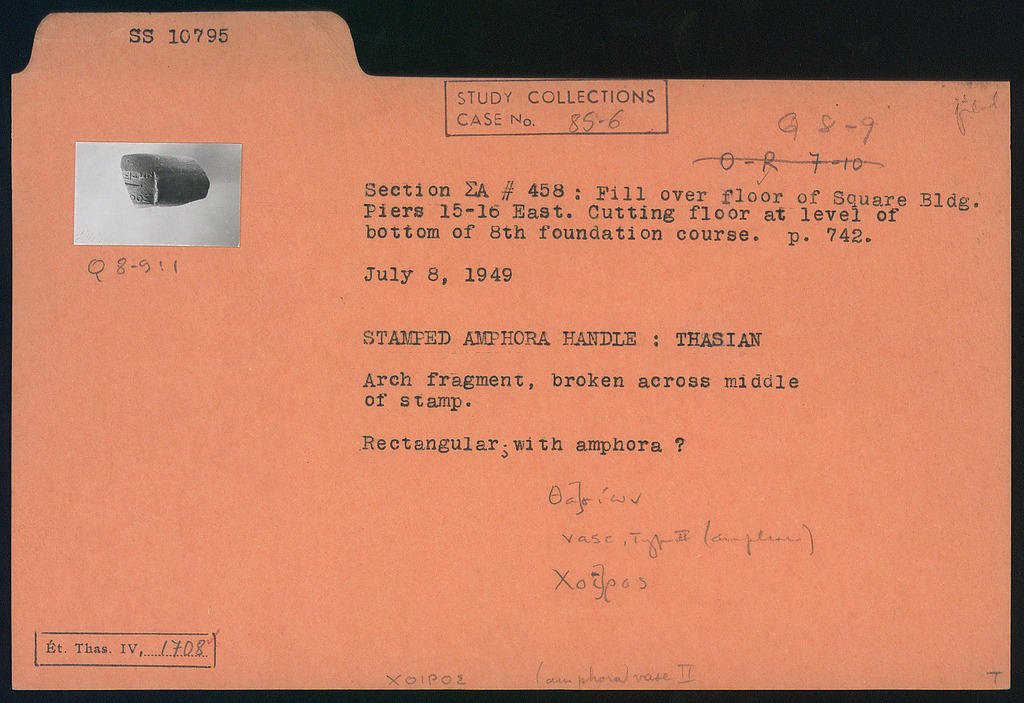 SS 10795
STUDY COLLECTIONS
CASE No. 85-6
Q 8-9
O-R 7-10
Section ΣA # 458 : Fill over floor of Square Bldg.
Piers 15-16 East. Cutting floor at level of
bottom of 8th foundation course. p. 742.
Q 8-9:1
July 8, 1949
STAMPED AMPHORA HANDLE : THASIAN
Arch fragment, broken across middle
of stamp.
Rectangular; with amphora ?
Θα]σίων
vase, Type II (amphora)
Χοῖ]ρος
Ét. Thas. IV, 1708
ΧΟΙΡΟΣ (amphora) vase II
T